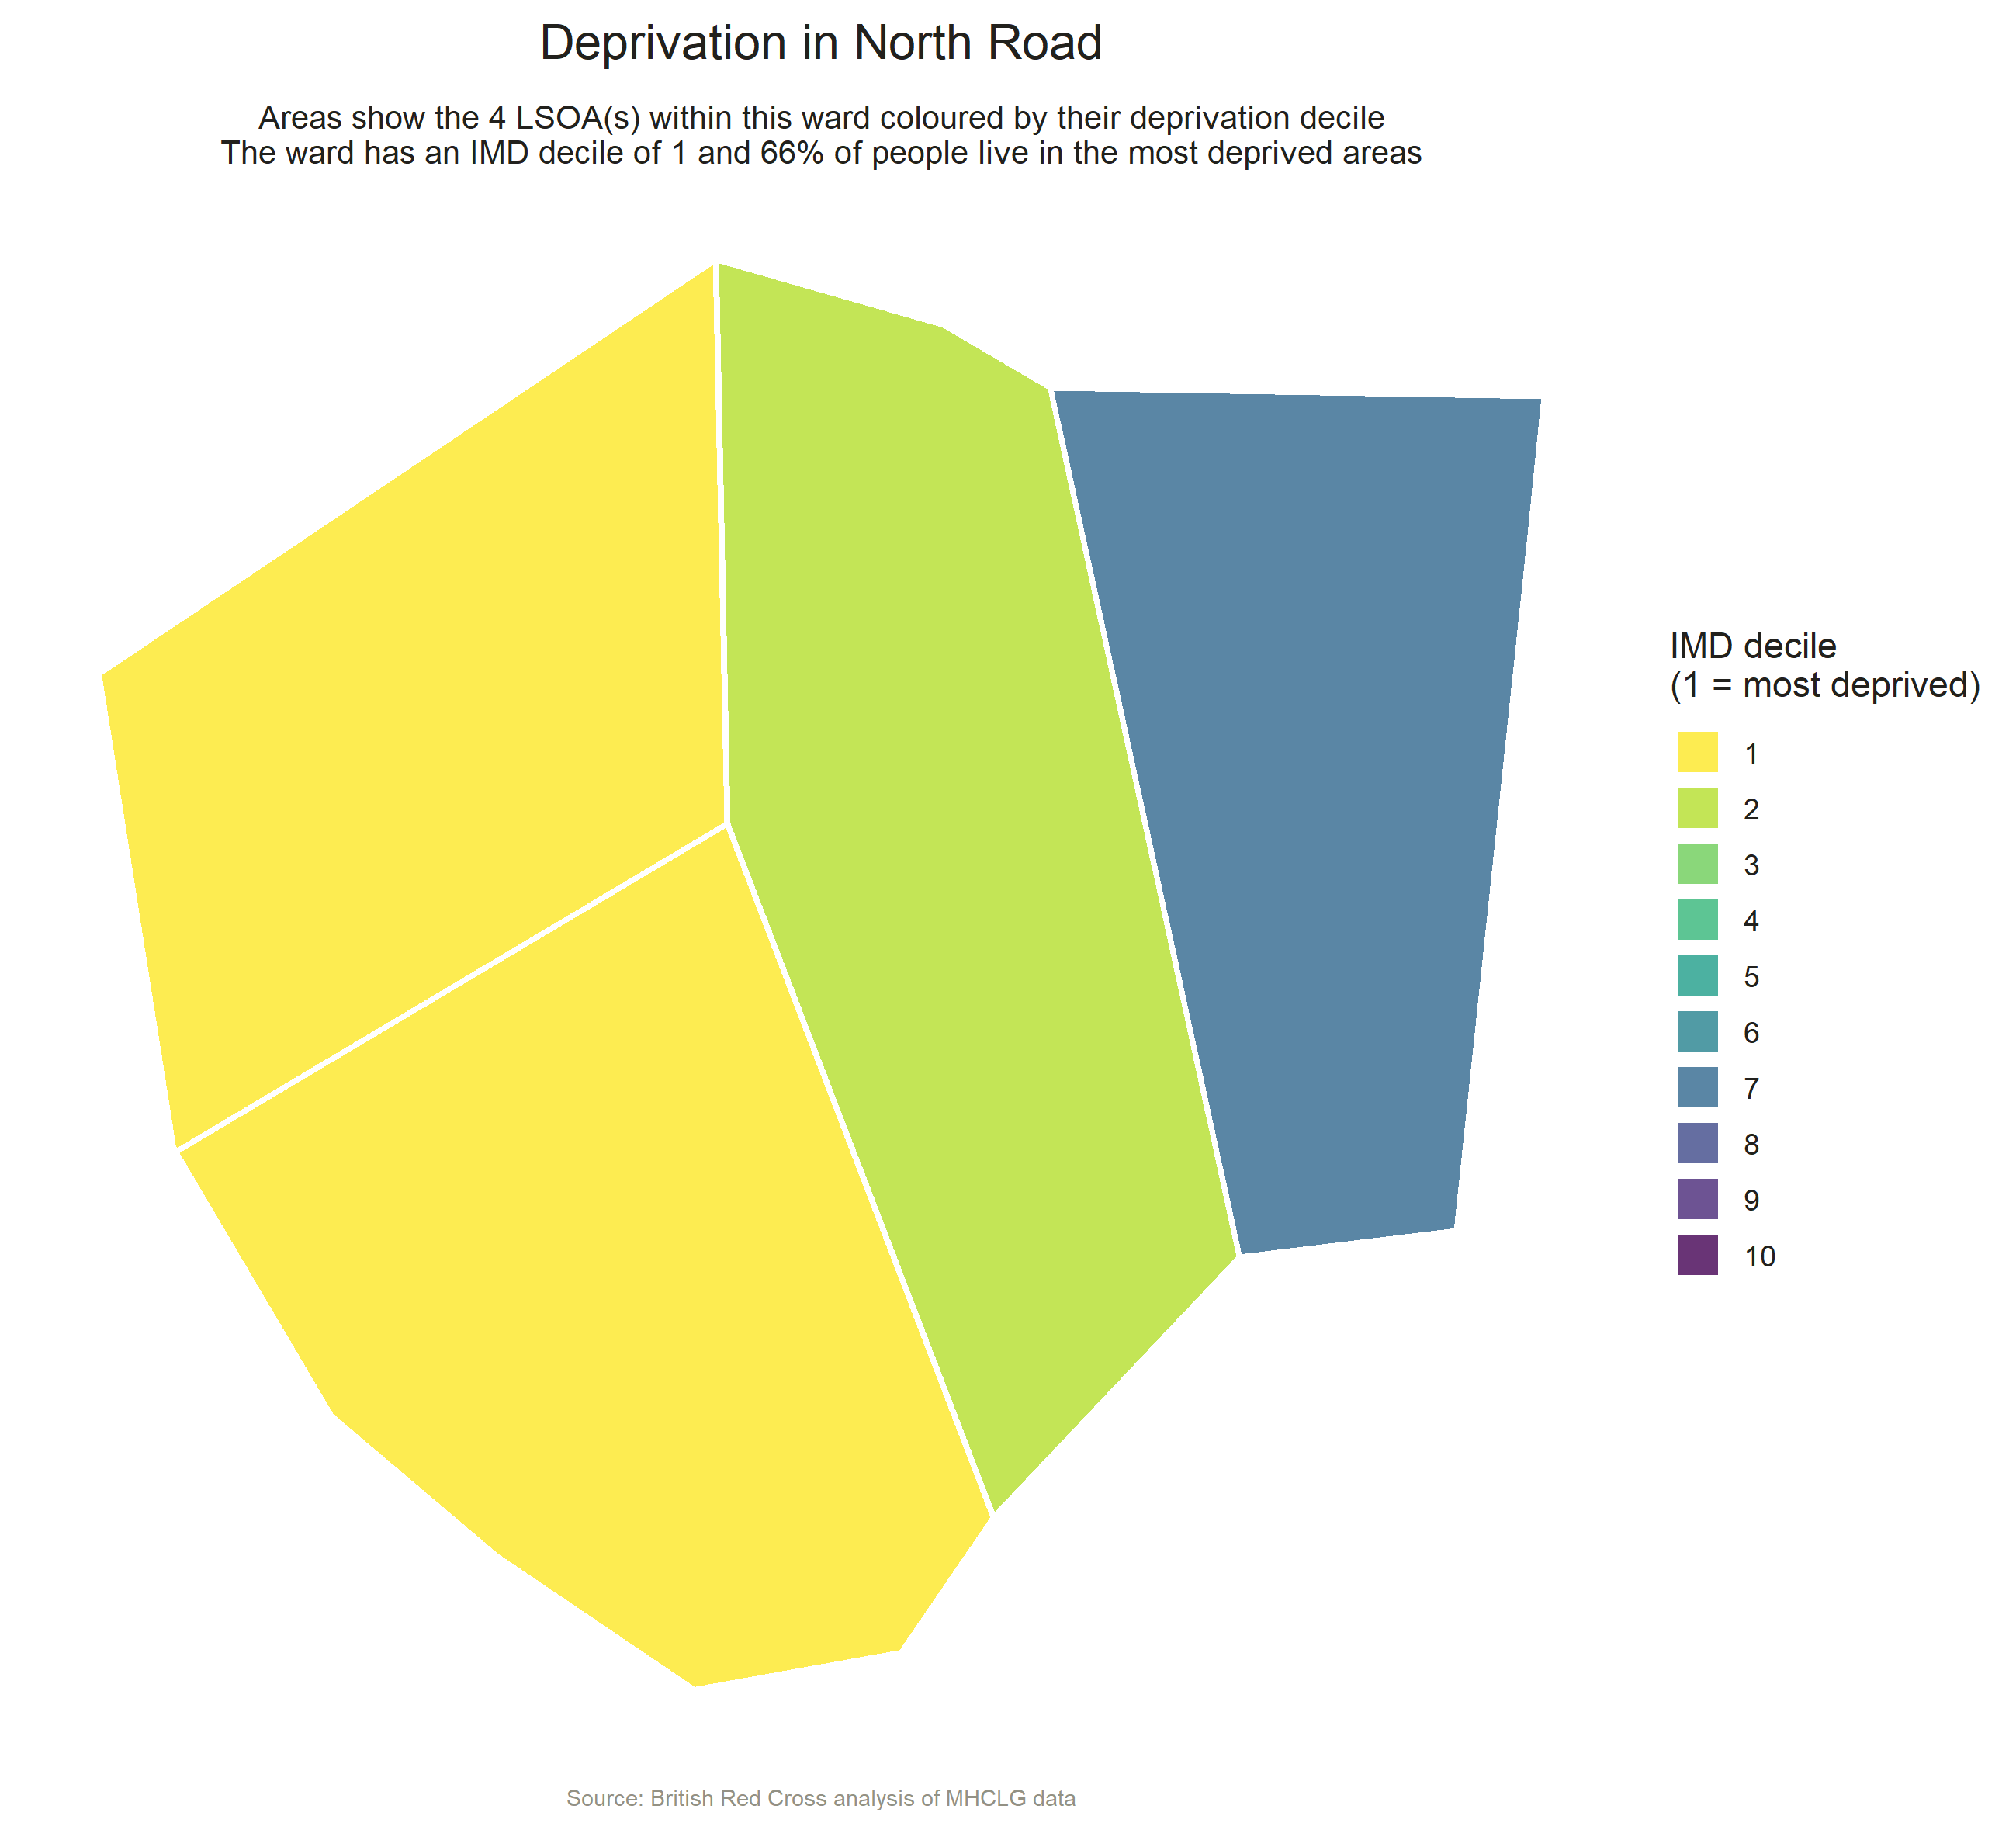 Deprivation in North Road
Areas show the 4 LSOA(s) within this ward coloured by their deprivation decile
The ward has an IMD decile of 1 and 66% of people live in the most deprived areas
IMD decile
(1 = most deprived)
1
2
3
4
5
6
7
8
9
10
Source: British Red Cross analysis of MHCLG data